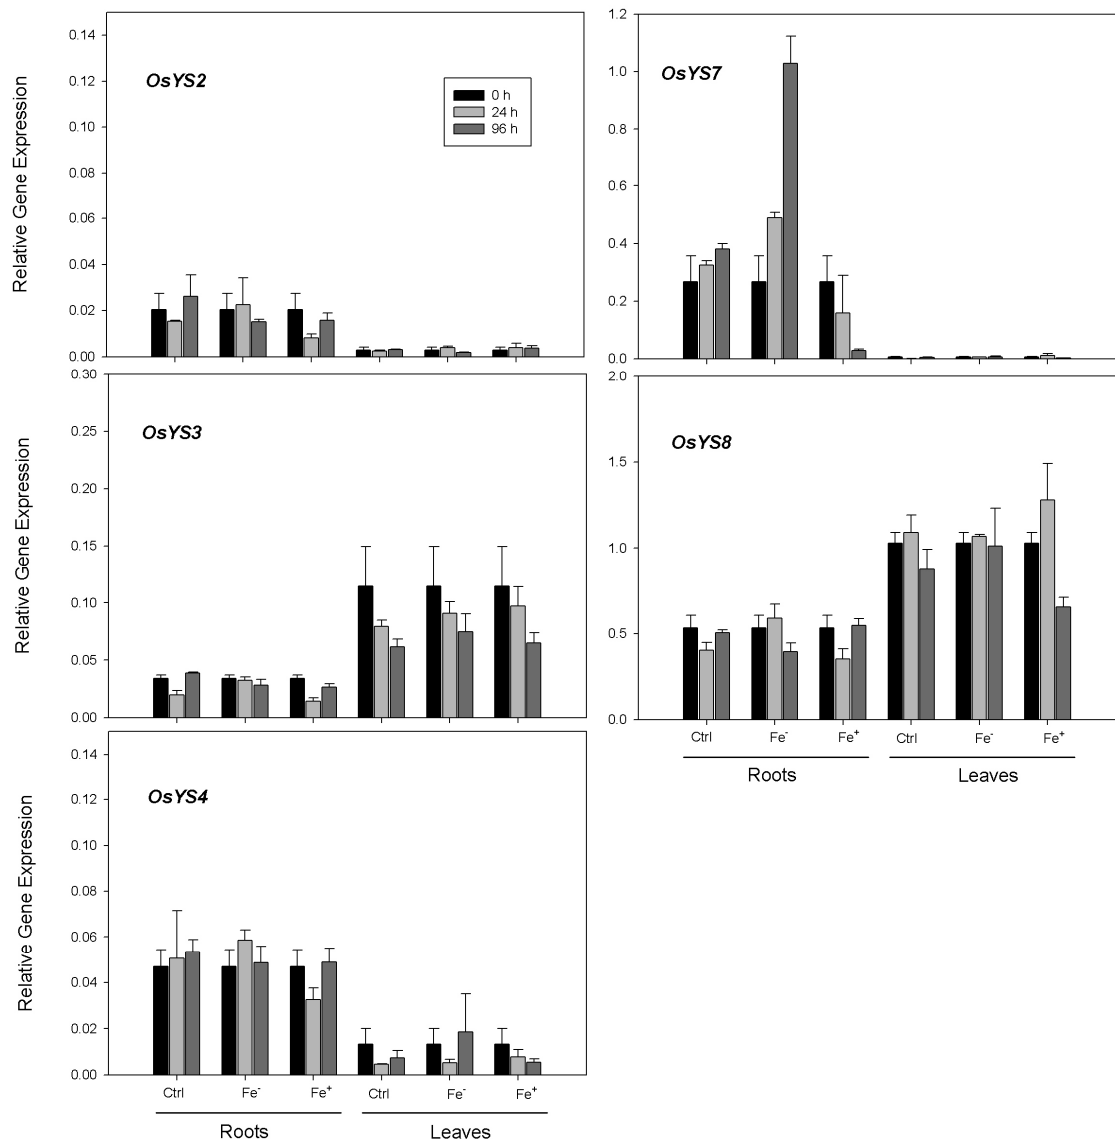 OsYS2
0 h
24 h
96 h
Relative Gene Expression
0.14
0.12
0.10
0.08
0.06
0.04
0.02
0.00
OsYS7
1.2
1.0
0.8
0.6
0.4
0.2
0.0
OsYS3
Relative Gene Expression
0.30
0.25
0.20
0.15
0.10
0.05
0.00
OsYS8
2.0
1.5
1.0
0.5
0.0
Ctrl Fe⁻ Fe⁺ Ctrl Fe⁻ Fe⁺
Roots Leaves
OsYS4
Relative Gene Expression
0.14
0.12
0.10
0.08
0.06
0.04
0.02
0.00
Ctrl Fe⁻ Fe⁺ Ctrl Fe⁻ Fe⁺
Roots Leaves